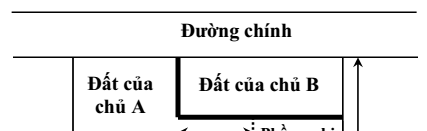 Đường chính
Đất của
chủ A
Đất của chủ B